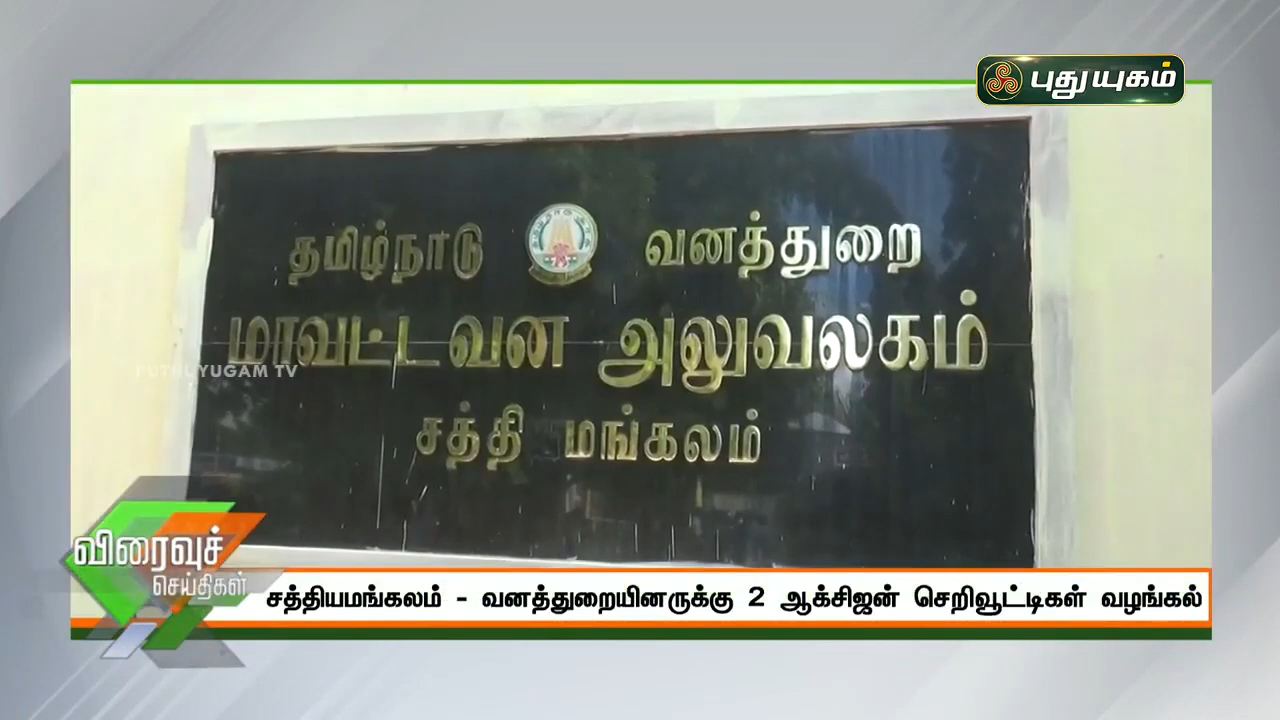 புதுயுகம்
தமிழ்நாடு வனத்துறை
மாவட்டவன அலுவலகம்
PUTHUYUGAM TV
சத்தி மங்கலம்
விரைவுச்
செய்திகள்
சத்தியமங்கலம் - வனத்துறையினருக்கு 2 ஆக்சிஜன் செறிவூட்டிகள் வழங்கல்